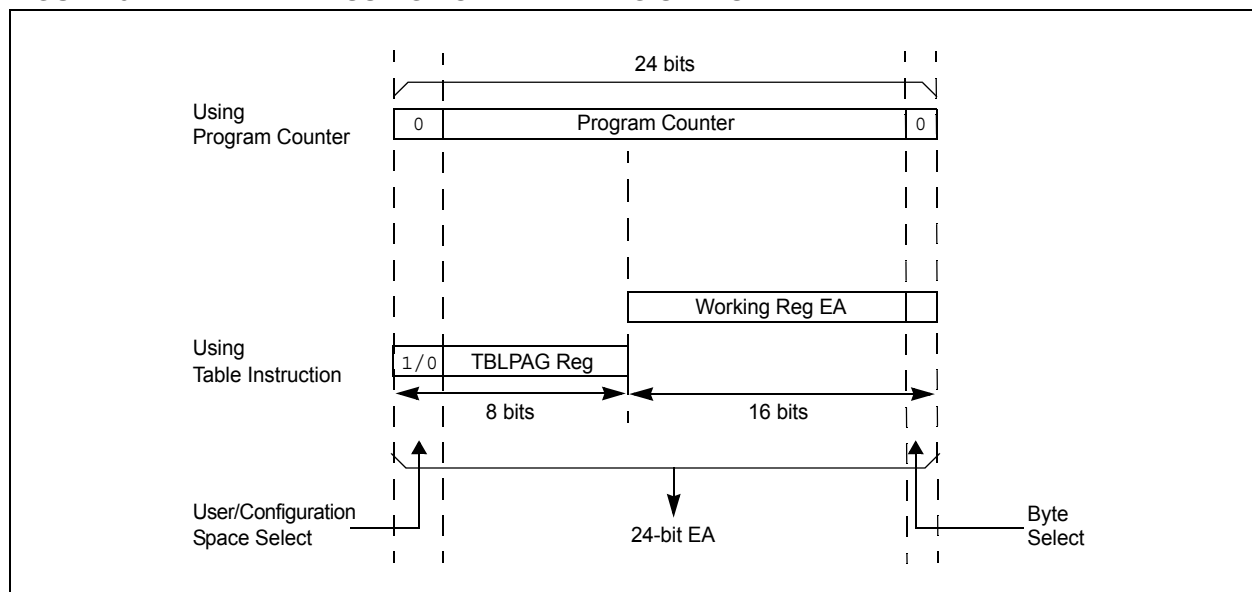 24 bits
Using
Program Counter
0
Program Counter
0
Working Reg EA
Using
Table Instruction
1/0
TBLPAG Reg
8 bits
16 bits
User/Configuration
Space Select
24-bit EA
Byte
Select